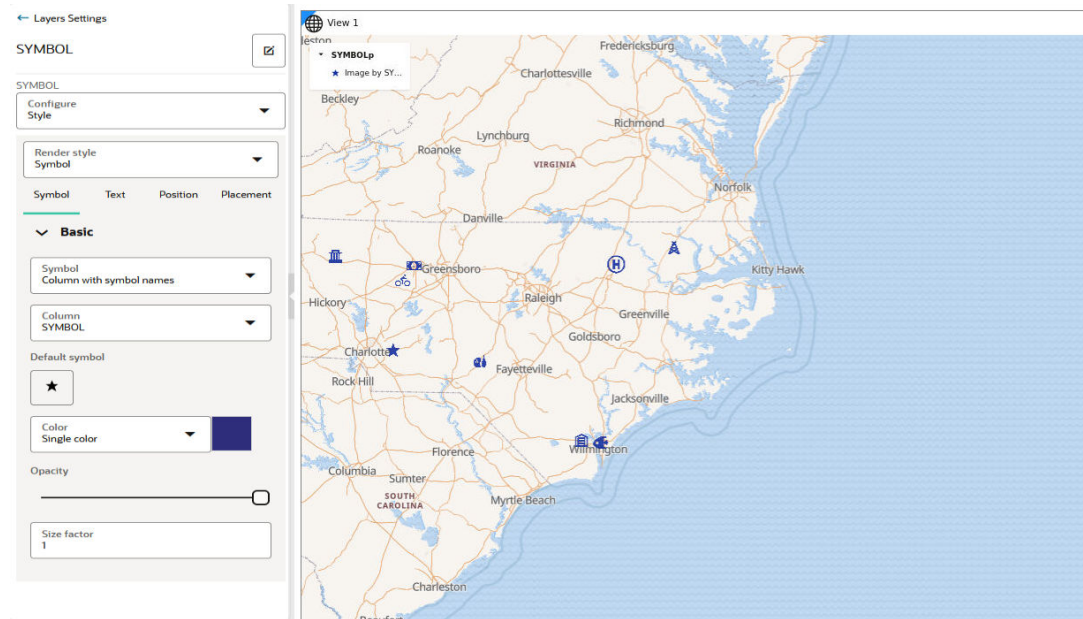 ← Layers Settings
SYMBOL
SYMBOL
Configure
Style
Render style
Symbol
Symbol Text Position Placement
Basic
Symbol
Column with symbol names
Column
SYMBOL
Default symbol
Color
Single color
Opacity
Size factor
1
View 1
SYMBOLp
Image by SY...
Fredericksburg
Charlottesville
Beckley
Richmond
Lynchburg
Roanoke
VIRGINIA
Norfolk
Danville
H
Greensboro
Kitty Hawk
Hickory
Raleigh
Greenville
Goldsboro
Charlotte
Fayetteville
Rock Hill
Jacksonville
Wilmington
Florence
Columbia
Sumter
SOUTH
CAROLINA
Myrtle Beach
Charleston